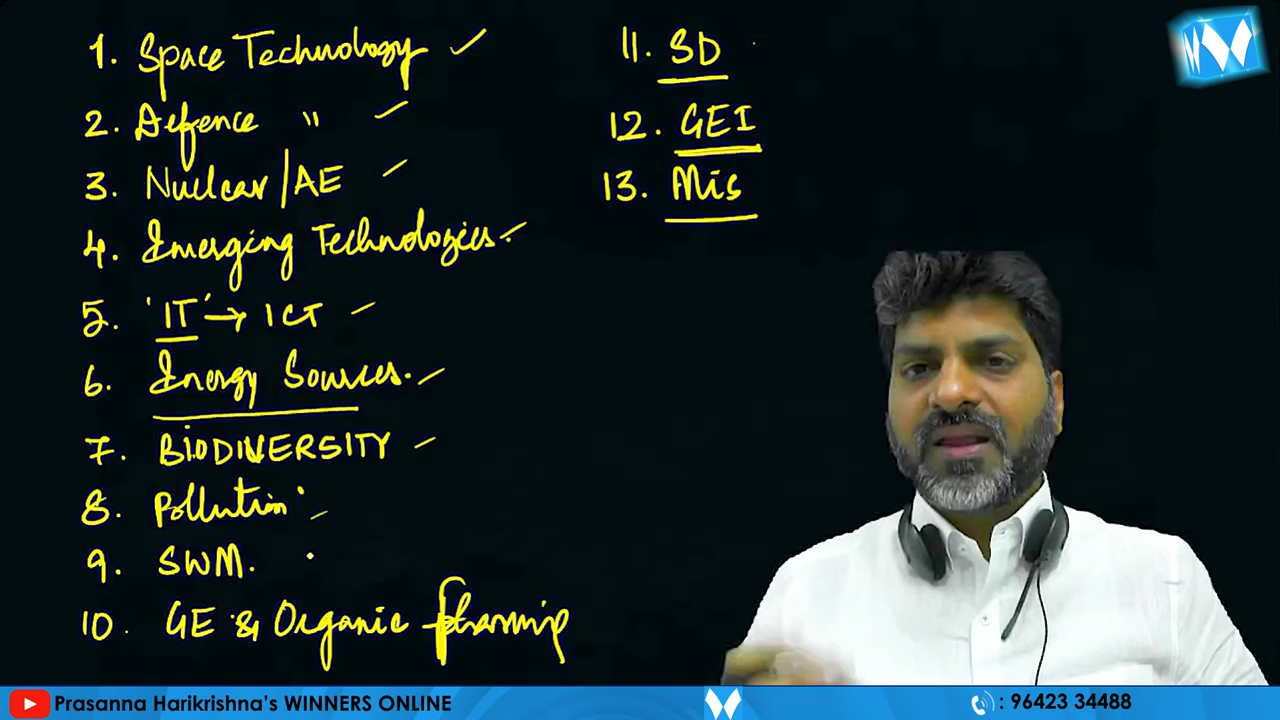 1. Space Technology ✓
2. Defence "
3. Nuclear/AE
4. Emerging Technologies.
5. 'IT' → ICT
6. Energy Sources.
7. BIODIVERSITY
8. Pollution
9. SWM.
10. GE & Organic fharming
11. SD
12. GEI
13. Mis
W
Prasanna Harikrishna's WINNERS ONLINE
: 96423 34488